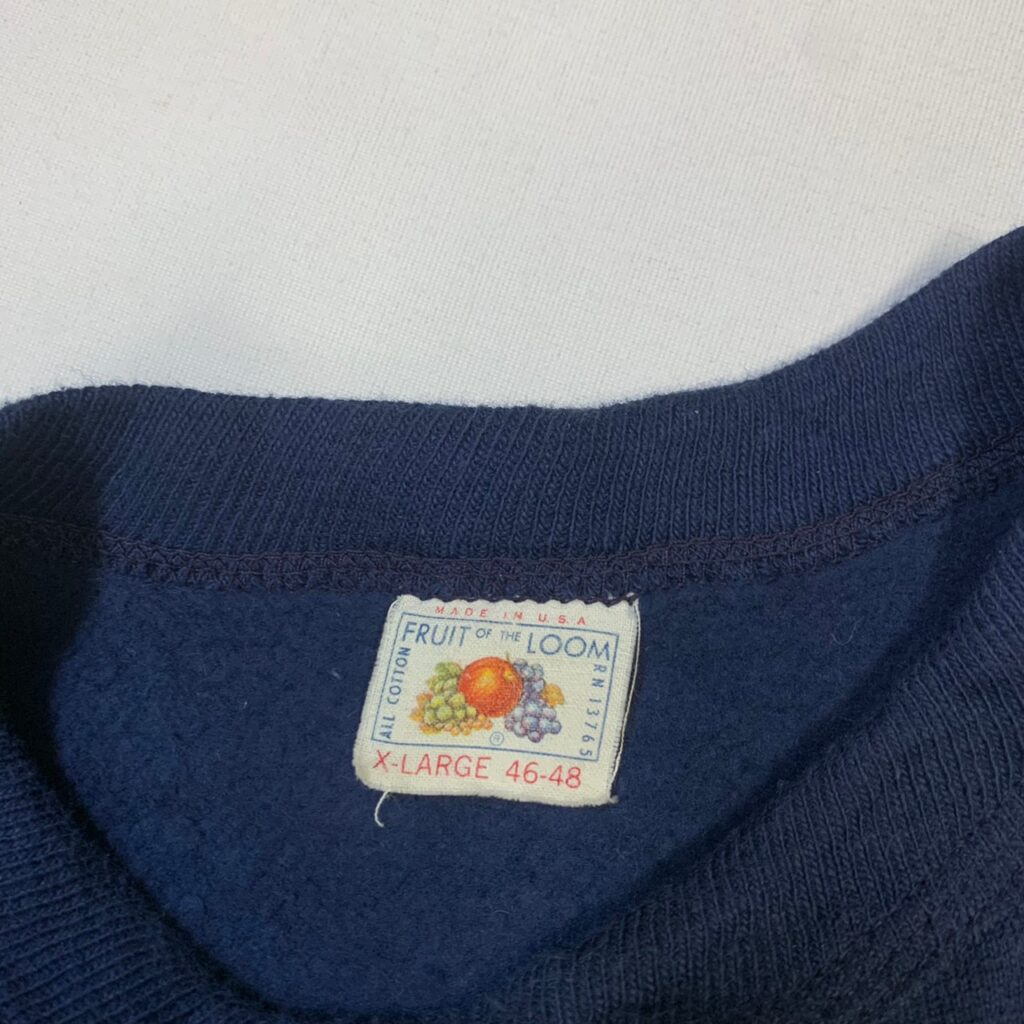 MADE IN U.S.A
FRUIT OF THE LOOM
ALL COTTON
RN 13765
®
X-LARGE 46-48